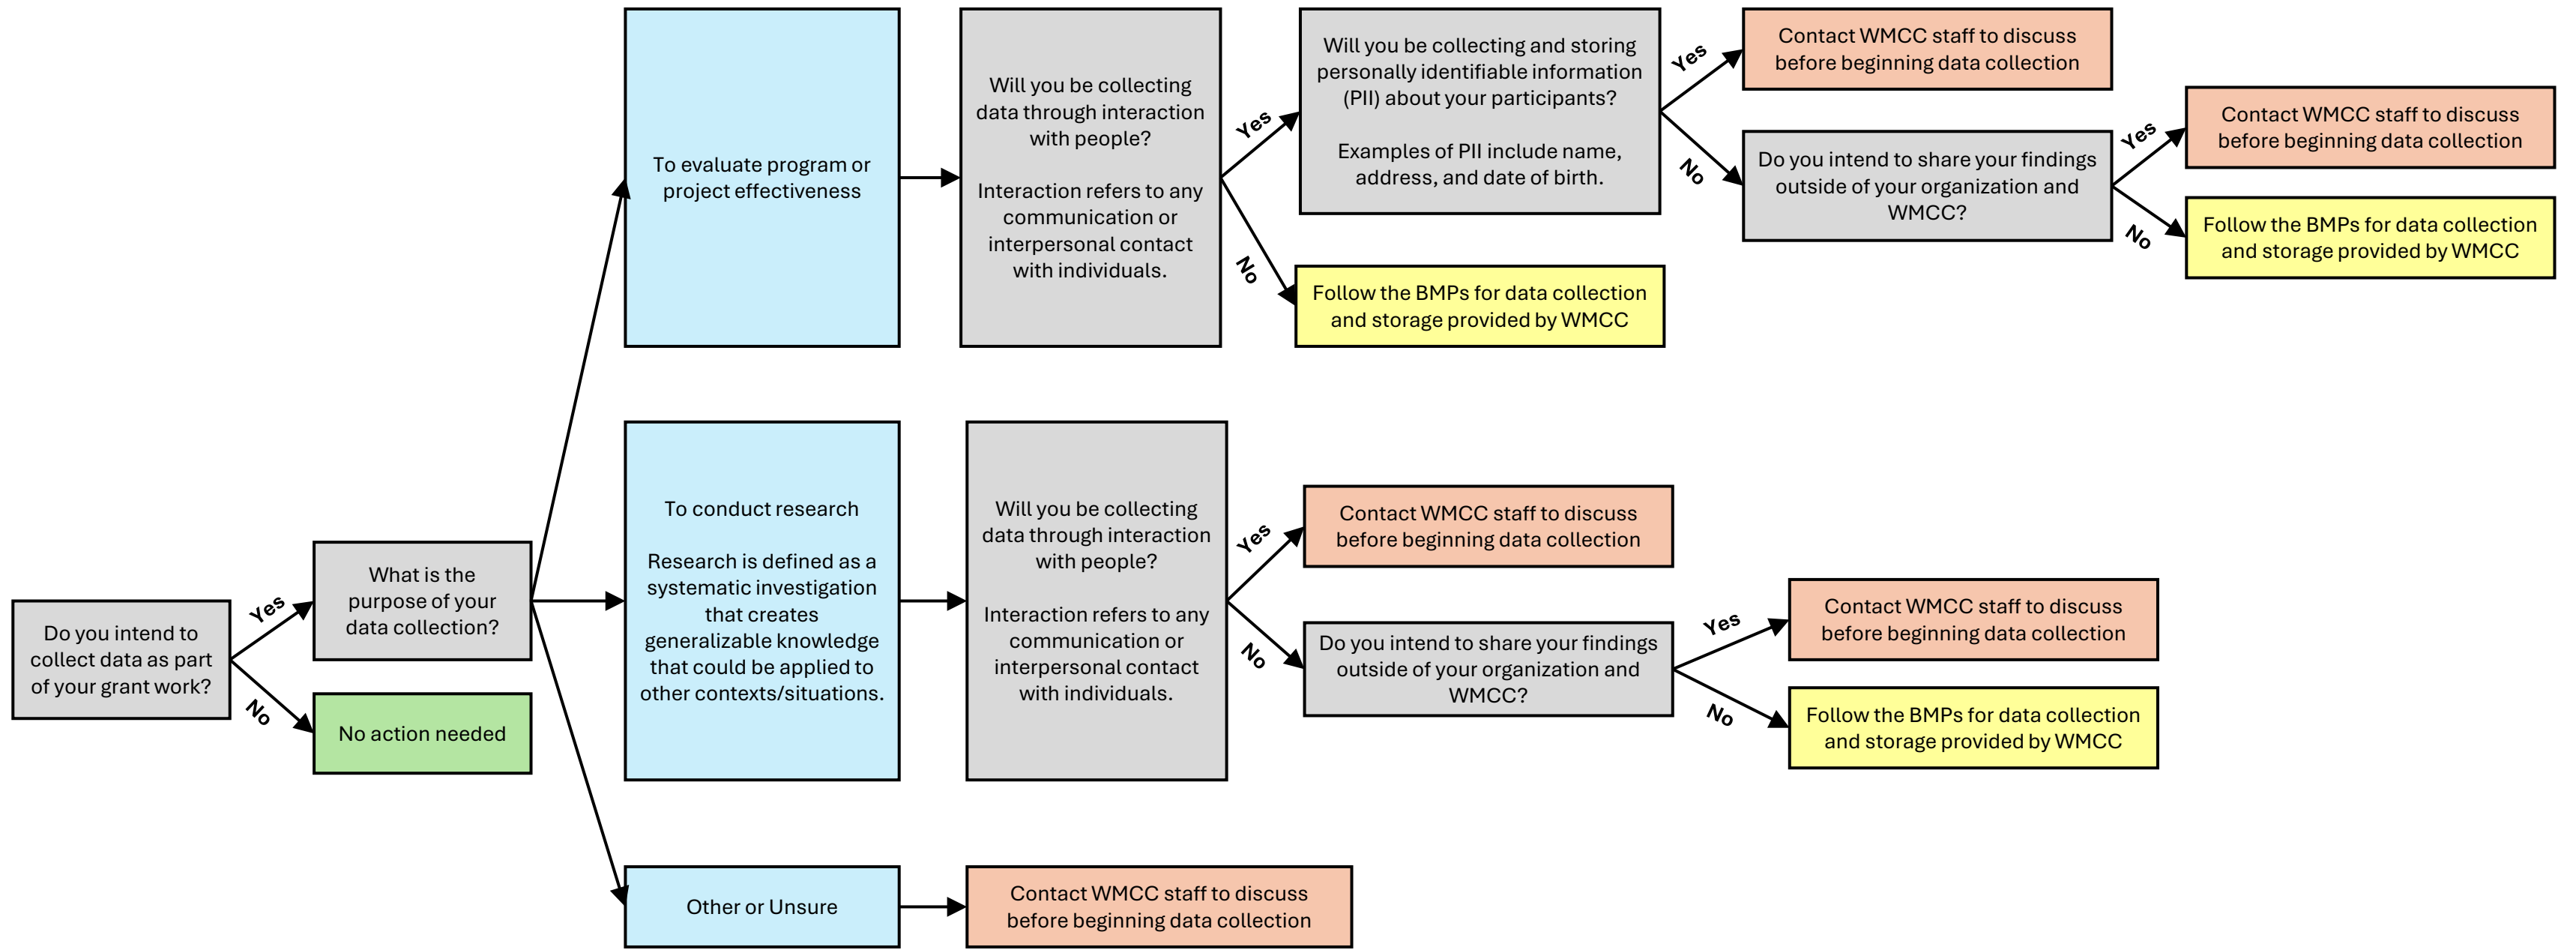 Do you intend to
collect data as part
of your grant work?
Yes
No
What is the
purpose of your
data collection?
No action needed
To evaluate program or
project effectiveness
Will you be collecting
data through interaction
with people?
Interaction refers to any
communication or
interpersonal contact
with individuals.
Yes
No
Will you be collecting and storing
personally identifiable information
(PII) about your participants?
Examples of PII include name,
address, and date of birth.
Follow the BMPs for data collection
and storage provided by WMCC
Yes
No
Contact WMCC staff to discuss
before beginning data collection
Do you intend to share your findings
outside of your organization and
WMCC?
Yes
No
Contact WMCC staff to discuss
before beginning data collection
Follow the BMPs for data collection
and storage provided by WMCC
To conduct research
Research is defined as a
systematic investigation
that creates
generalizable knowledge
that could be applied to
other contexts/situations.
Will you be collecting
data through interaction
with people?
Interaction refers to any
communication or
interpersonal contact
with individuals.
Yes
No
Contact WMCC staff to discuss
before beginning data collection
Do you intend to share your findings
outside of your organization and
WMCC?
Yes
No
Contact WMCC staff to discuss
before beginning data collection
Follow the BMPs for data collection
and storage provided by WMCC
Other or Unsure
Contact WMCC staff to discuss
before beginning data collection